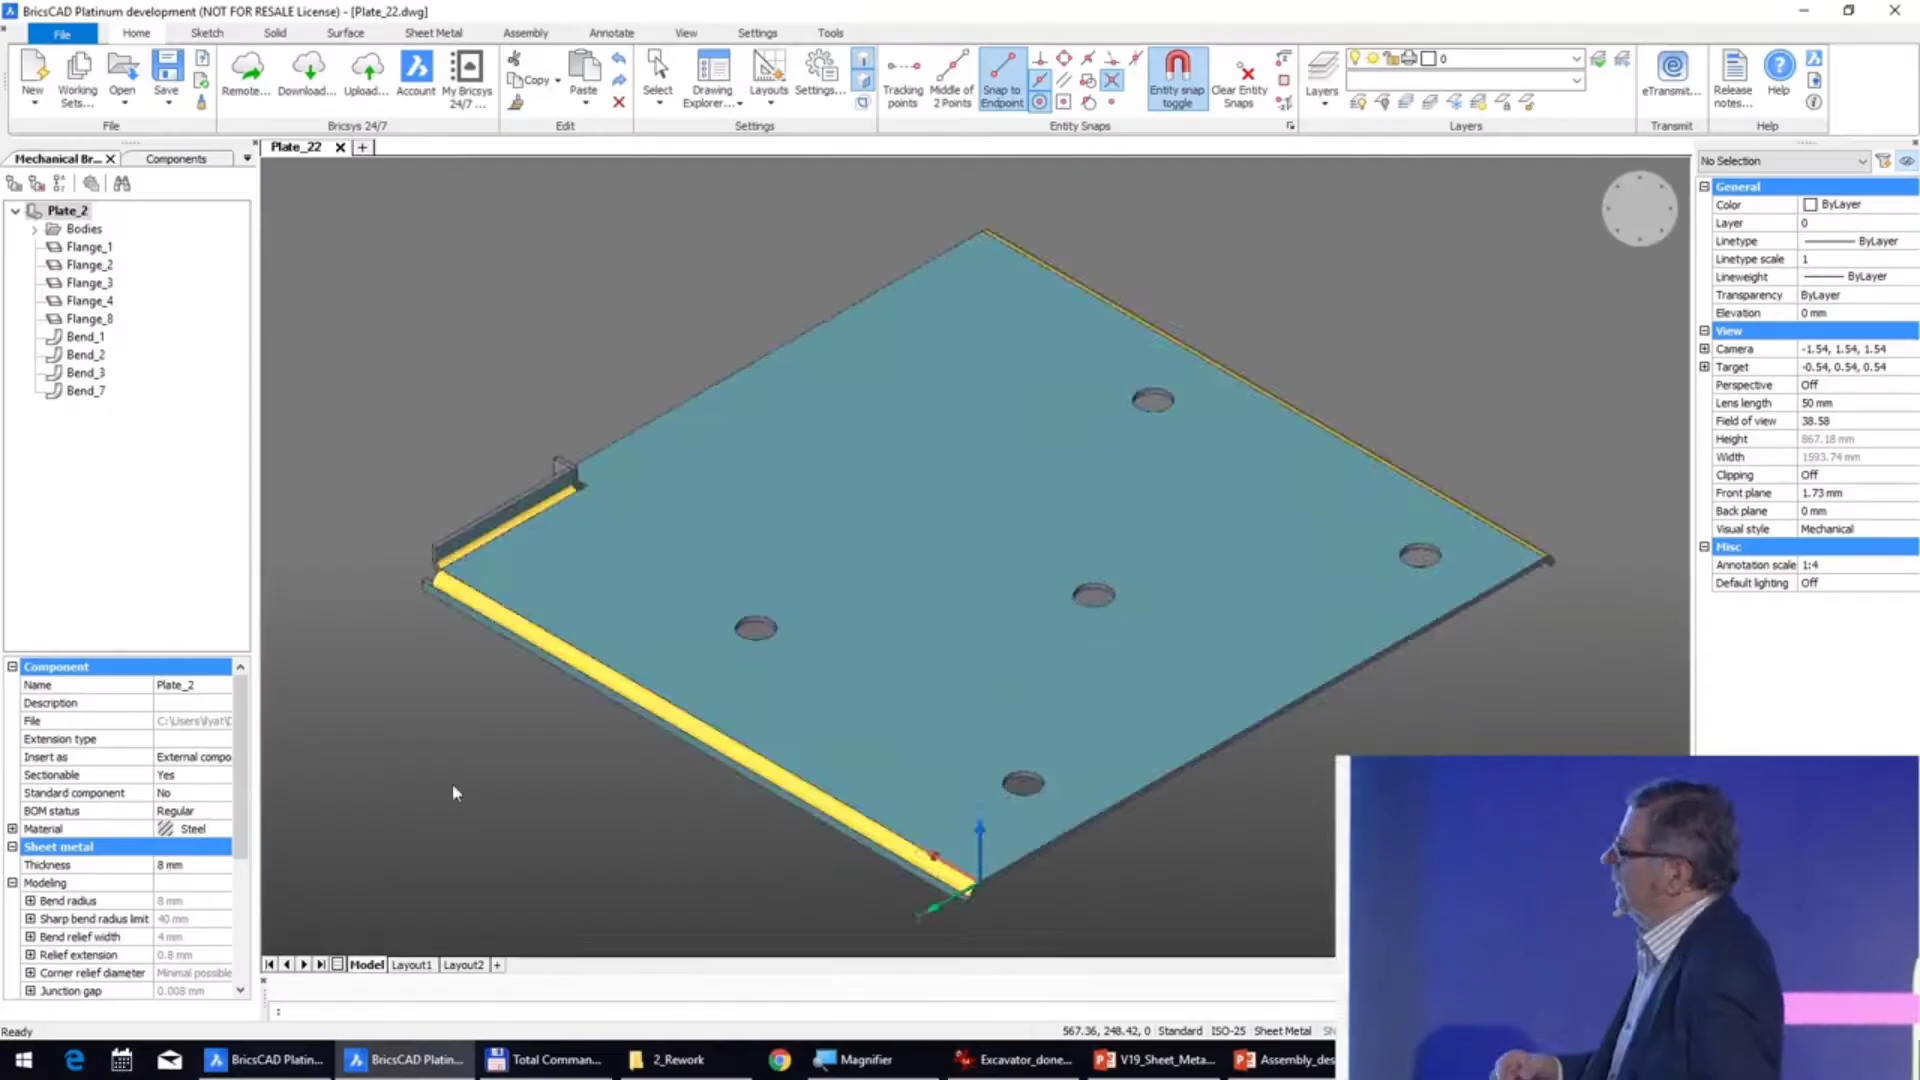 BricsCAD Platinum development (NOT FOR RESALE License) - [Plate_22.dwg]
File Home Sketch Solid Surface Sheet Metal Assembly Annotate View Settings Tools
New Working Sets... Open Save
Remote... Download... Upload... Account My Bricsys 24/7 ...
Copy Paste
Select Drawing Explorer... Layouts Settings...
Tracking points Middle of 2 Points Snap to Endpoint Entity snap toggle Clear Entity Snaps
Layers 0
eTransmit... Release notes... Help
File Bricsys 24/7 Edit Settings Entity Snaps Layers Transmit Help
Mechanical Br... Components
Plate_22
Plate_2
Bodies
Flange_1
Flange_2
Flange_3
Flange_4
Flange_8
Bend_1
Bend_2
Bend_3
Bend_7
Component
Name Plate_2
Description
File C:\Users\ilyat\D
Extension type
Insert as External compo
Sectionable Yes
Standard component No
BOM status Regular
Material Steel
Sheet metal
Thickness 8 mm
Modeling
Bend radius 8 mm
Sharp bend radius limit 40 mm
Bend relief width 4 mm
Relief extension 0.8 mm
Corner relief diameter Minimal possible
Junction gap 0.008 mm
No Selection
General
Color ByLayer
Layer 0
Linetype ByLayer
Linetype scale 1
Lineweight ByLayer
Transparency ByLayer
Elevation 0 mm
View
Camera -1.54, 1.54, 1.54
Target -0.54, 0.54, 0.54
Perspective Off
Lens length 50 mm
Field of view 38.58
Height 867.18 mm
Width 1593.74 mm
Clipping Off
Front plane 1.73 mm
Back plane 0 mm
Visual style Mechanical
Misc
Annotation scale 1:4
Default lighting Off
Model Layout1 Layout2
:
Ready
567.36, 248.42, 0 Standard ISO-25 Sheet Metal SN
BricsCAD Platin... BricsCAD Platin... Total Comman... 2_Rework Magnifier Excavator_done... V19_Sheet_Meta... Assembly_des